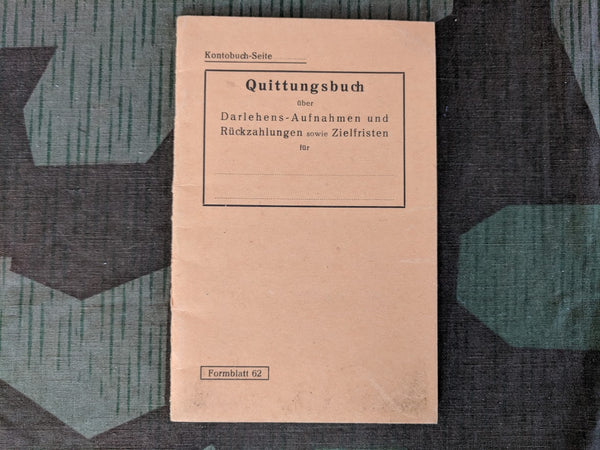 Kontobuch-Seite
Quittungsbuch
über
Darlehens-Aufnahmen und
Rückzahlungen sowie Zielfristen
für
Formblatt 62